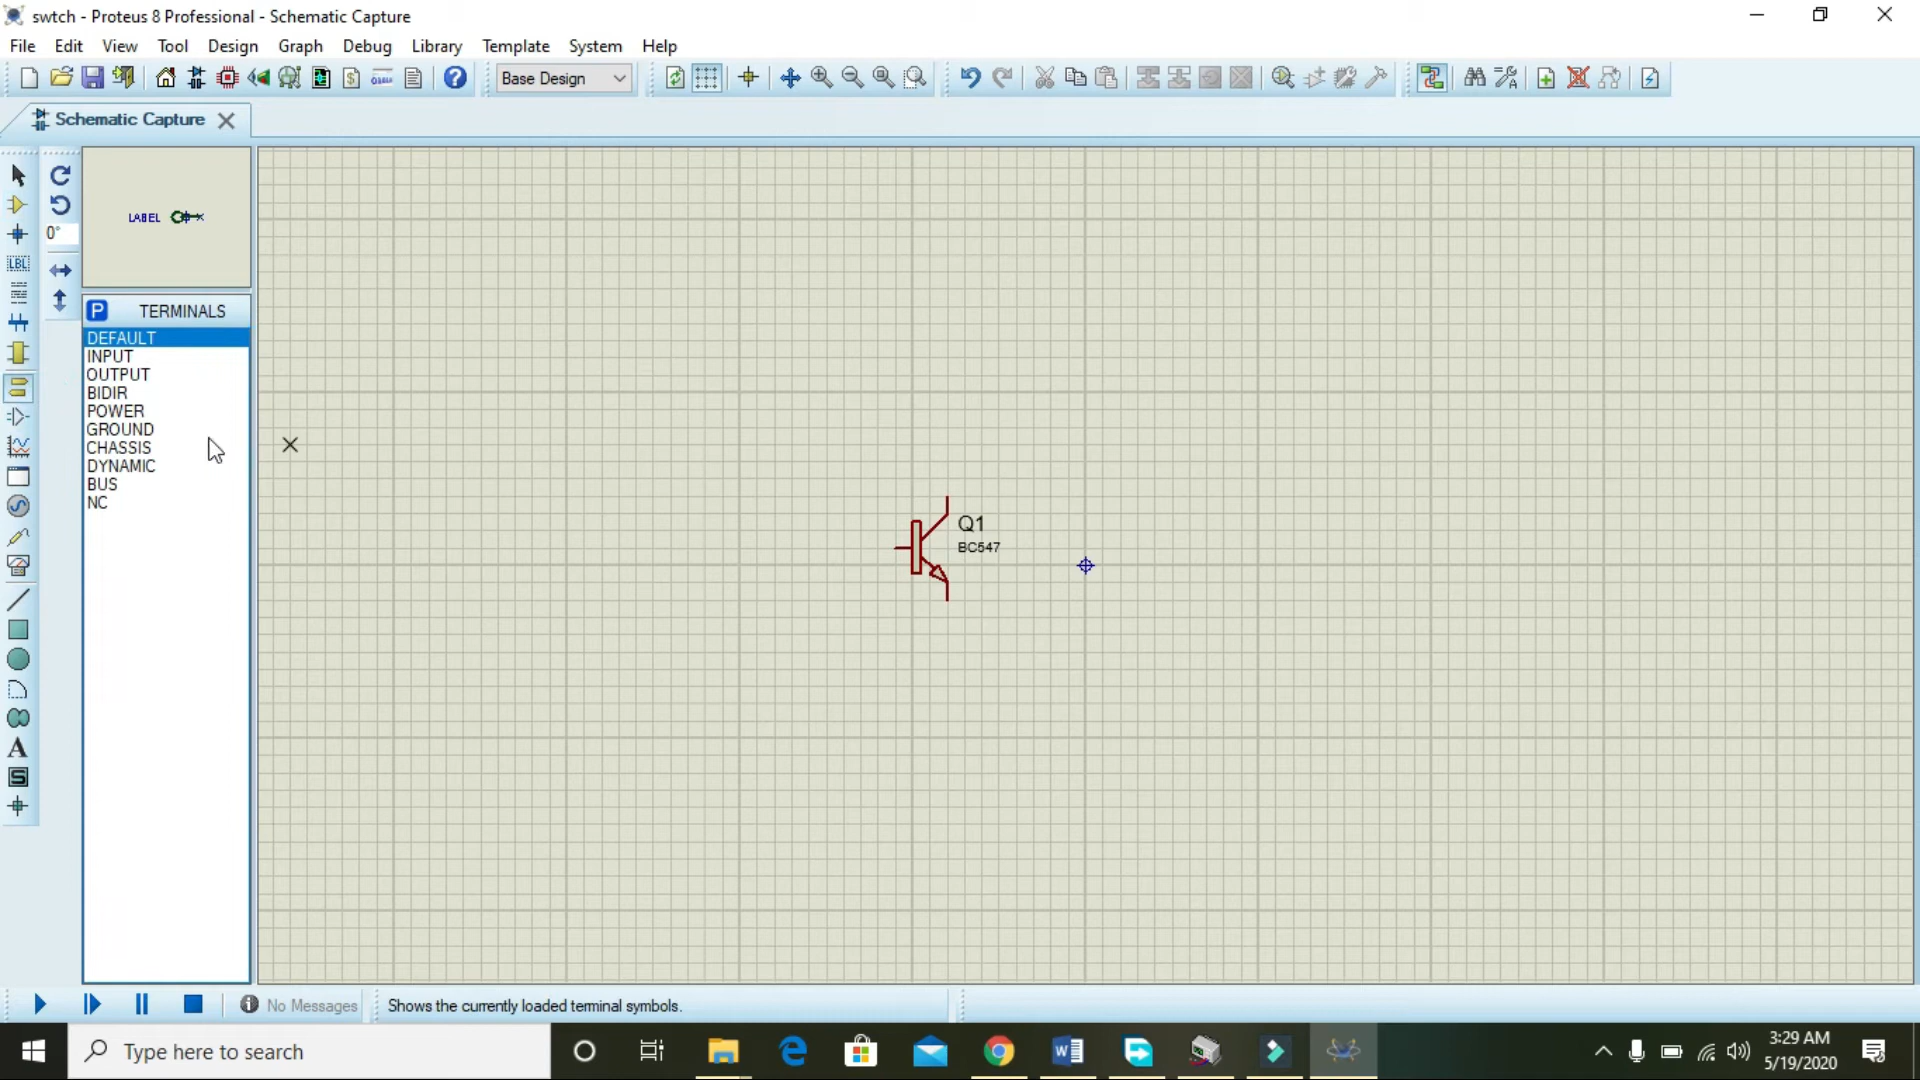 swtch - Proteus 8 Professional - Schematic Capture
File Edit View Tool Design Graph Debug Library Template System Help
Base Design
Schematic Capture
0°
LABEL
P TERMINALS
DEFAULT
INPUT
OUTPUT
BIDIR
POWER
GROUND
CHASSIS
DYNAMIC
BUS
NC
LBL
A
S
Q1
BC547
No Messages
Shows the currently loaded terminal symbols.
Type here to search
3:29 AM
5/19/2020